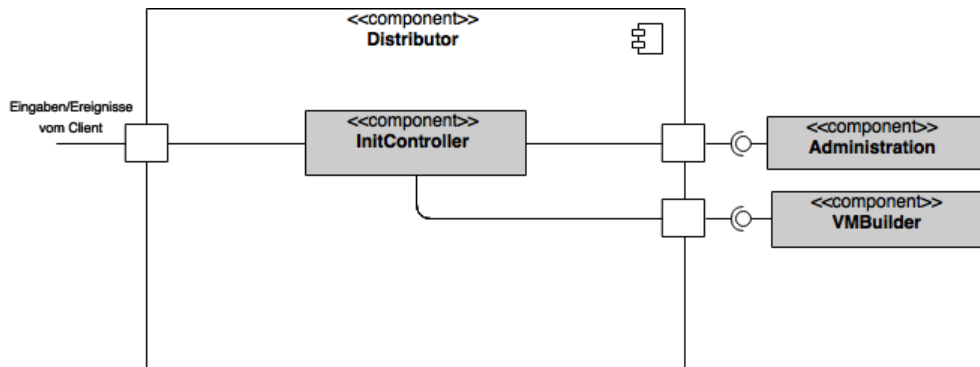 <<component>>
Distributor
Eingaben/Ereignisse
vom Client
<<component>>
InitController
<<component>>
Administration
<<component>>
VMBuilder